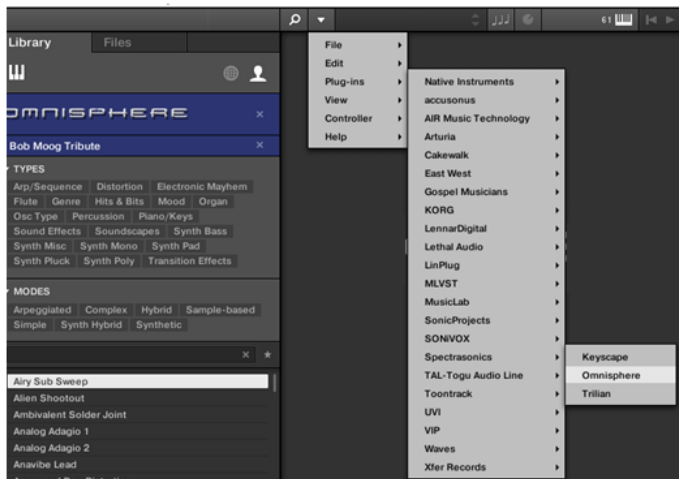 61
Library Files
OMNISPHERE ×
Bob Moog Tribute ×
TYPES
Arp/Sequence Distortion Electronic Mayhem
Flute Genre Hits & Bits Mood Organ
Osc Type Percussion Piano/Keys
Sound Effects Soundscapes Synth Bass
Synth Misc Synth Mono Synth Pad
Synth Pluck Synth Poly Transition Effects
MODES
Arpeggiated Complex Hybrid Sample-based
Simple Synth Hybrid Synthetic
×
Airy Sub Sweep
Alien Shootout
Ambivalent Solder Joint
Analog Adagio 1
Analog Adagio 2
Anavibe Lead
File
Edit
Plug-ins
View
Controller
Help
Native Instruments
accusonus
AIR Music Technology
Arturia
Cakewalk
East West
Gospel Musicians
KORG
LennarDigital
Lethal Audio
LinPlug
MLVST
MusicLab
SonicProjects
SONiVOX
Spectrasonics
TAL-Togu Audio Line
Toontrack
UVI
VIP
Waves
Xfer Records
Keyscape
Omnisphere
Trilian